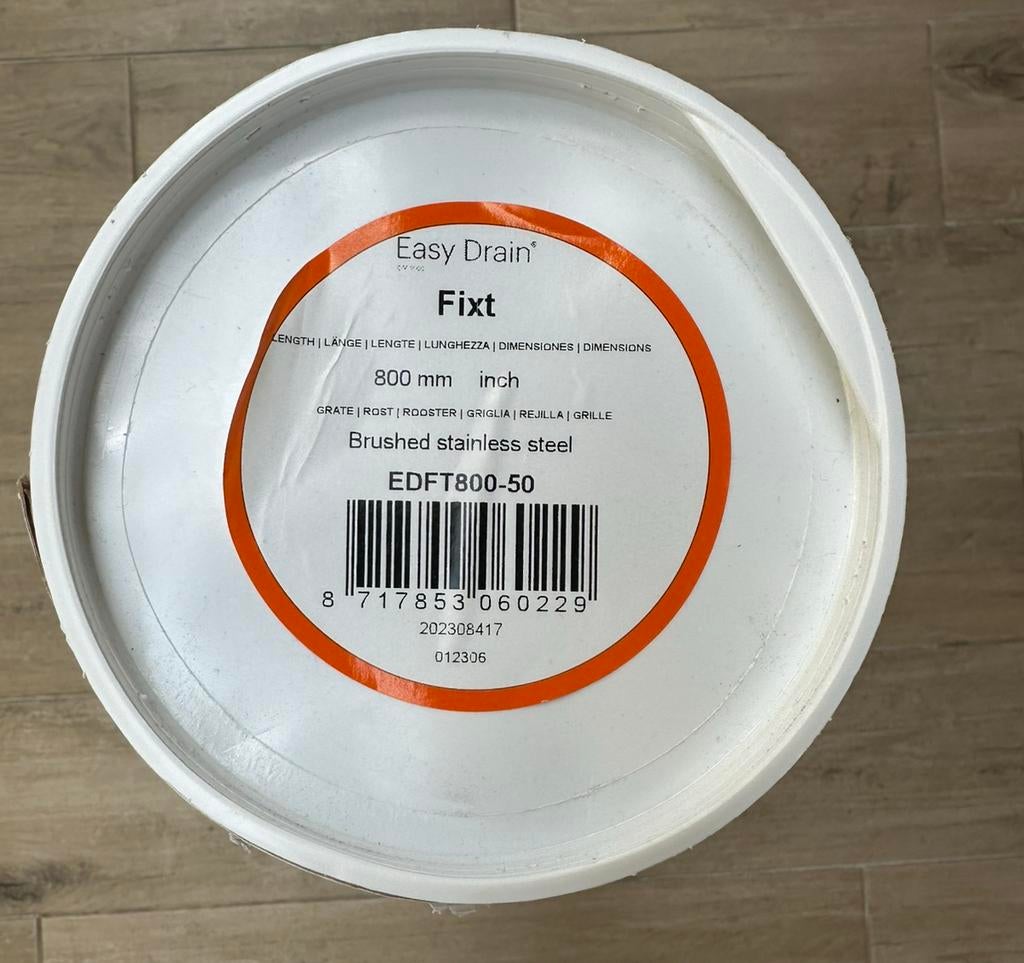 Easy Drain®
Fixt
LENGTH | LÄNGE | LENGTE | LUNGHEZZA | DIMENSIONES | DIMENSIONS
800 mm inch
GRATE | ROST | ROOSTER | GRIGLIA | REJILLA | GRILLE
Brushed stainless steel
EDFT800-50
8 717853 060229
202308417
012306